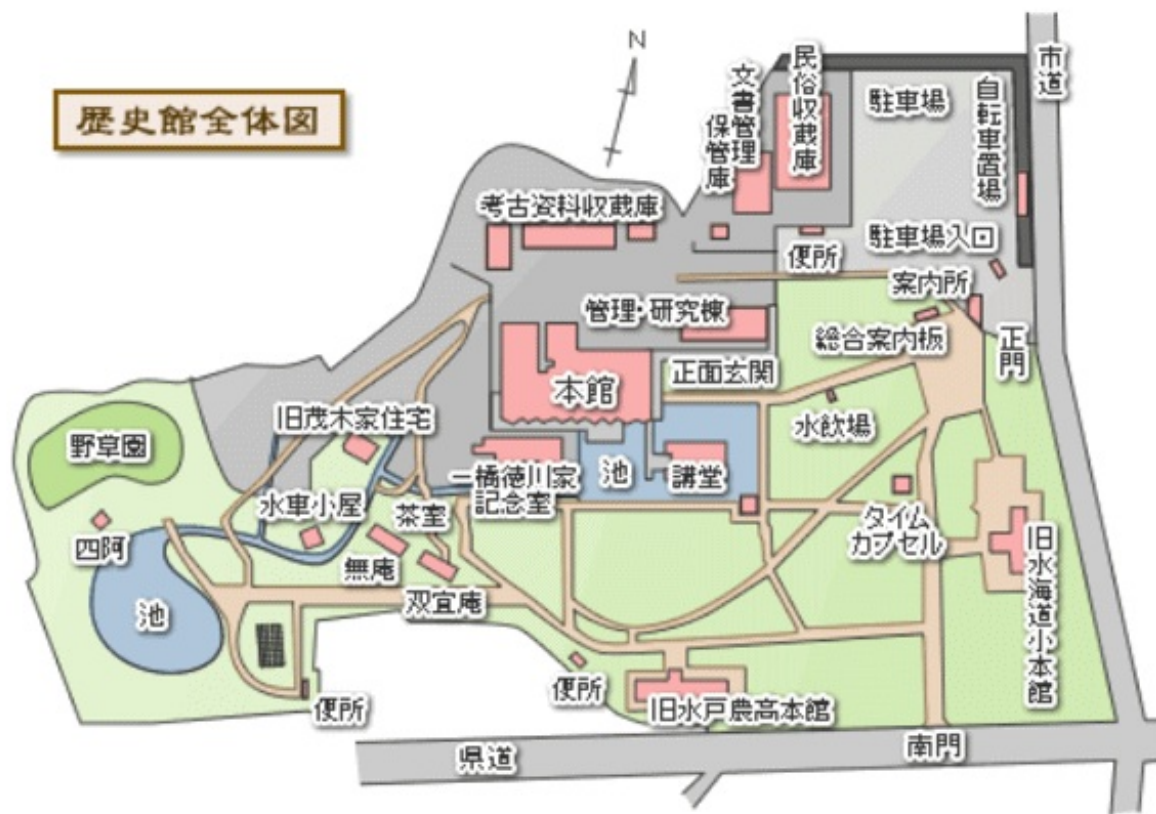 歴史館全体図
N
市道
民俗収蔵庫
文書管理
保管理庫
駐車場
自転車置場
考古資料収蔵庫
便所
駐車場入口
案内所
管理・研究棟
総合案内板
正門
正面玄関
本館
水飲場
旧茂木家住宅
野草園
一橋徳川家
記念室
池
講堂
水車小屋
茶室
タイム
カプセル
四阿
無庵
旧水海道小本館
双宜庵
池
便所
便所
旧水戸農高本館
南門
県道